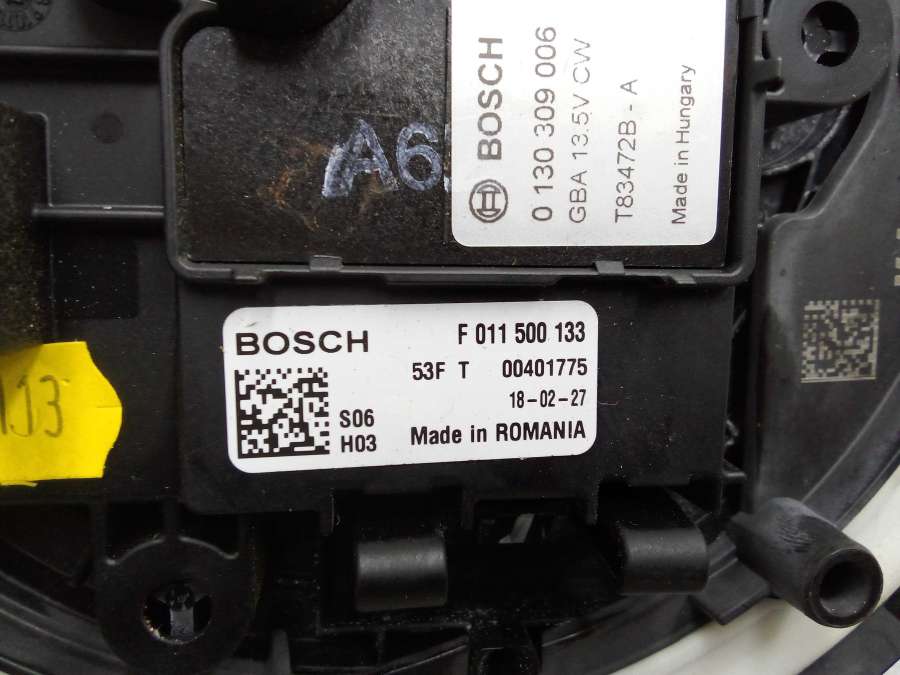 BOSCH
0 130 309 006
GBA 13.5V CW
T83472B - A
Made in Hungary
A6
BOSCH
F 011 500 133
53F T 00401775
18-02-27
S06
H03
Made in ROMANIA